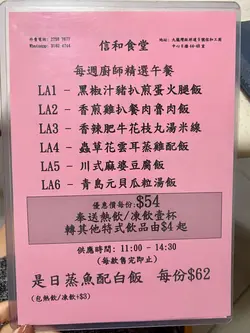 信和食堂
每週廚師精選午餐
LA1 - 黑椒汁豬扒煎蛋火腿飯
LA2 - 香煎雞扒餐肉魯肉飯
LA3 - 香辣肥牛花枝丸湯米線
LA4 - 蟲草花雲耳蒸雞飯
LA5 - 川式麻婆豆腐飯
LA6 - 青島元貝瓜粒湯飯
優惠價每份:$54
奉送熱飲/凍飲壹杯
轉其他特式飲品由$4 起
供應時間: 11:00 - 14:30
(每款售完即止)
是日蒸魚配白飯 每份$62
(包熱飲/凍飲+$3)